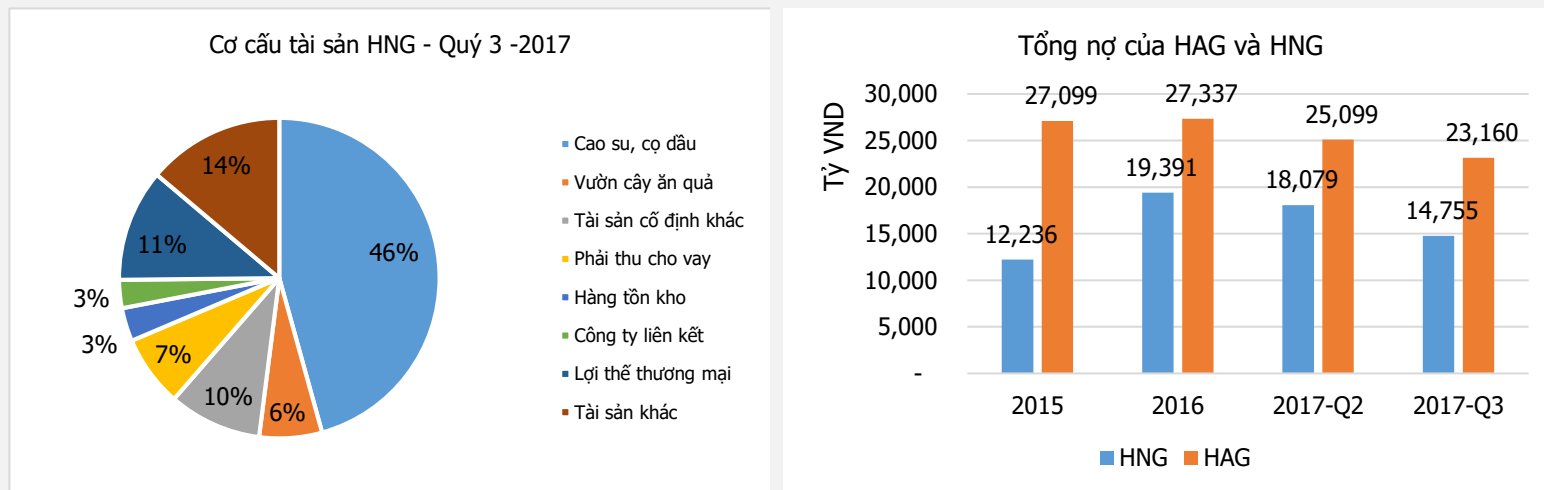 Cơ cấu tài sản HNG - Quý 3 -2017
46%
6%
10%
7%
3%
3%
11%
14%
Cao su, cọ dầu
Vườn cây ăn quả
Tài sản cố định khác
Phải thu cho vay
Hàng tồn kho
Công ty liên kết
Lợi thế thương mại
Tài sản khác
Tổng nợ của HAG và HNG
Tỷ VND
30,000
25,000
20,000
15,000
10,000
5,000
-
12,236
27,099
19,391
27,337
18,079
25,099
14,755
23,160
2015
2016
2017-Q2
2017-Q3
HNG
HAG